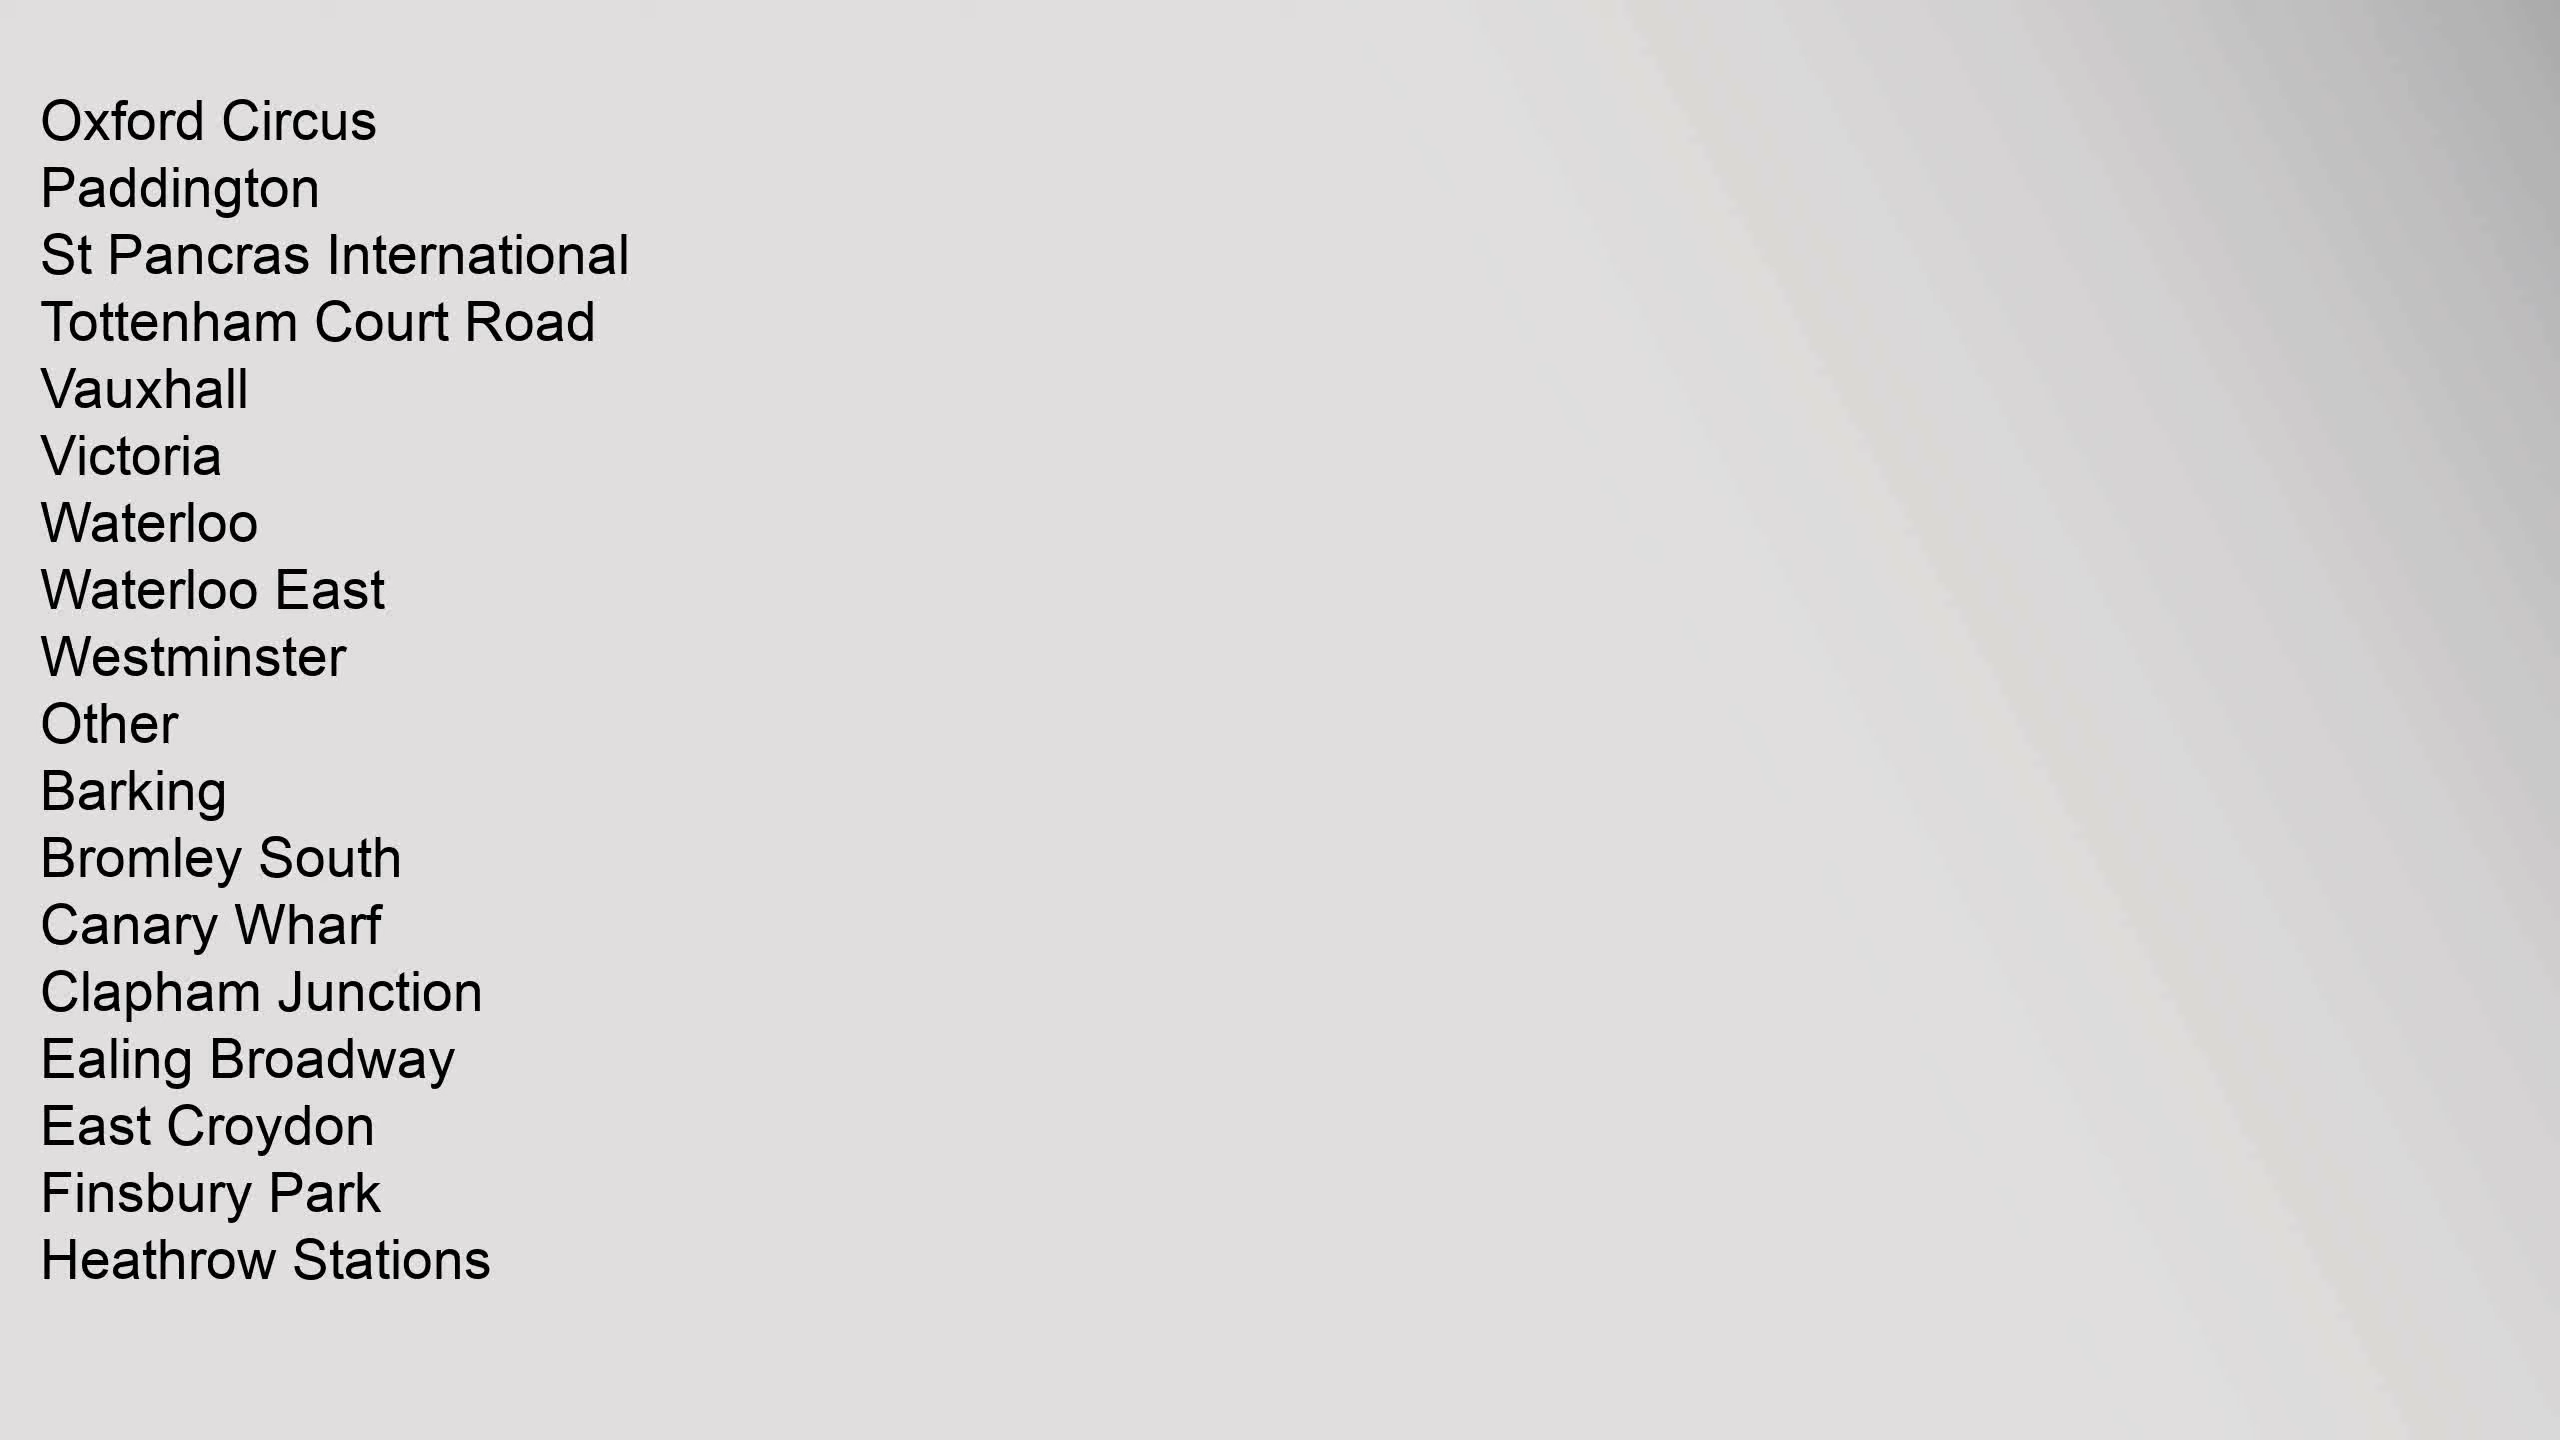 Oxford Circus
Paddington
St Pancras International
Tottenham Court Road
Vauxhall
Victoria
Waterloo
Waterloo East
Westminster
Other
Barking
Bromley South
Canary Wharf
Clapham Junction
Ealing Broadway
East Croydon
Finsbury Park
Heathrow Stations